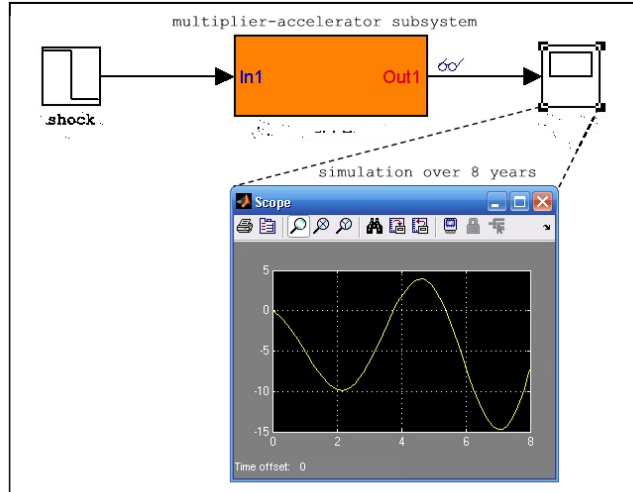 multiplier-accelerator subsystem
In1 Out1
shock
simulation over 8 years
Scope
5
0
-5
-10
-15
0 2 4 6 8
Time offset: 0